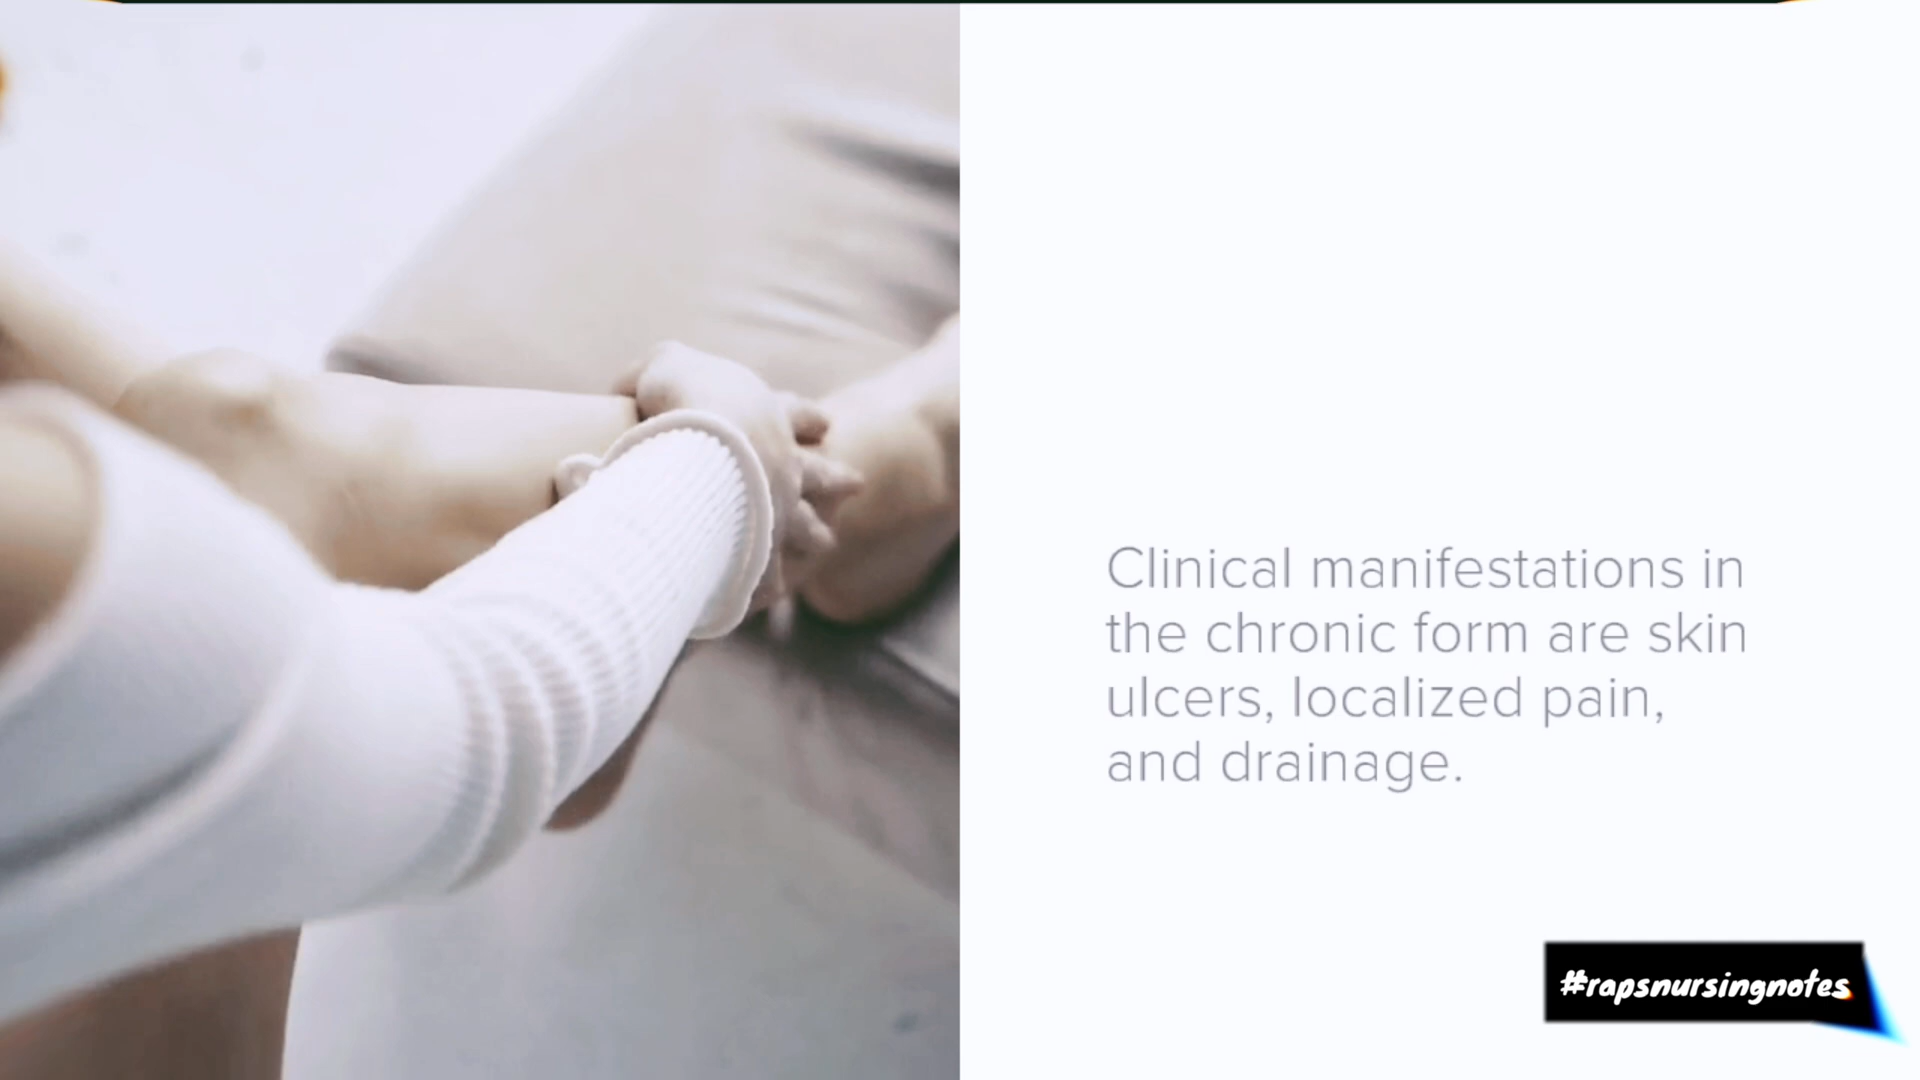 Clinical manifestations in
the chronic form are skin
ulcers, localized pain,
and drainage.
#rapsnursingnotes